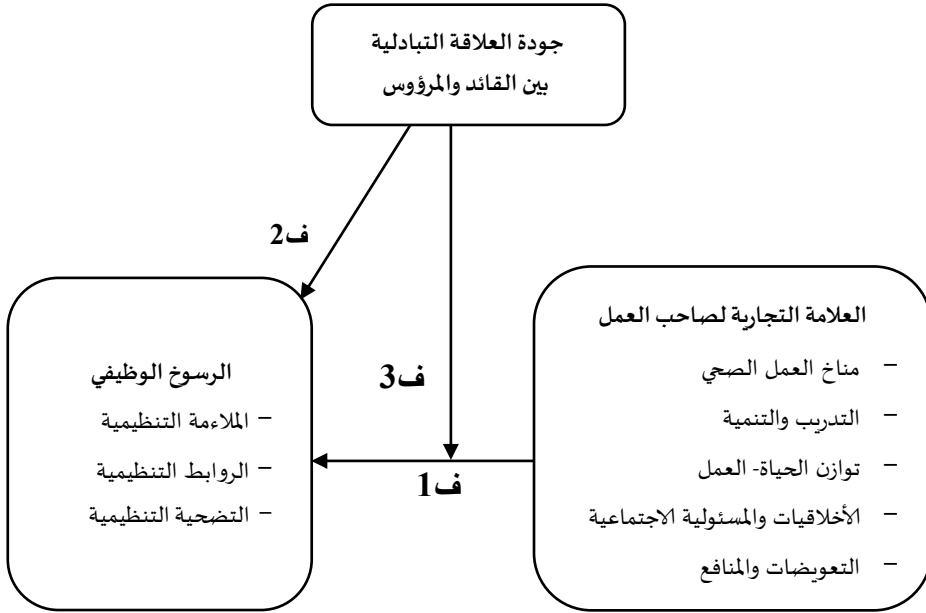 جودة العلاقة التبادلية
بين القائد والمرؤوس
ف2
ف3
ف1
العلامة التجارية لصاحب العمل
– مناخ العمل الصحي
– التدريب والتنمية
– توازن الحياة- العمل
– الأخلاقيات والمسئولية الاجتماعية
– التعويضات والمنافع
الرسوخ الوظيفي
– الملاءمة التنظيمية
– الروابط التنظيمية
– التضحية التنظيمية